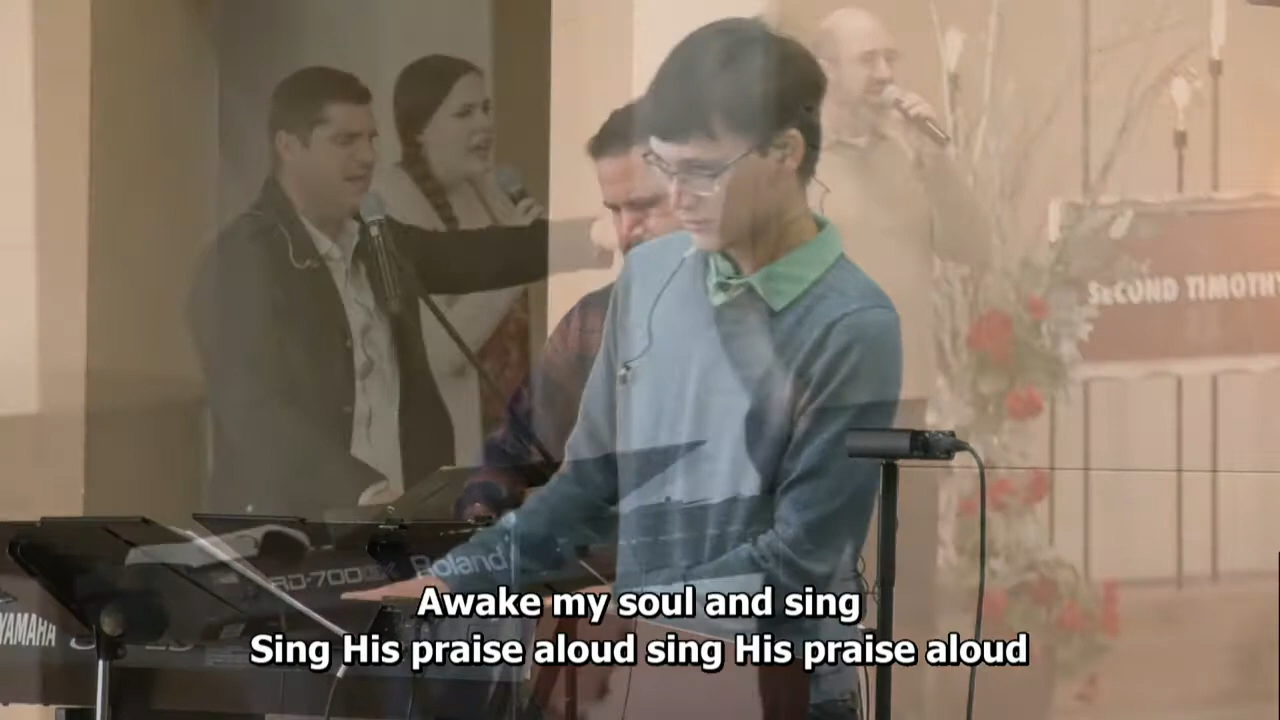 SECOND TIMOTHY
Roland
RD-700GX
YAMAHA
Awake my soul and sing
Sing His praise aloud sing His praise aloud